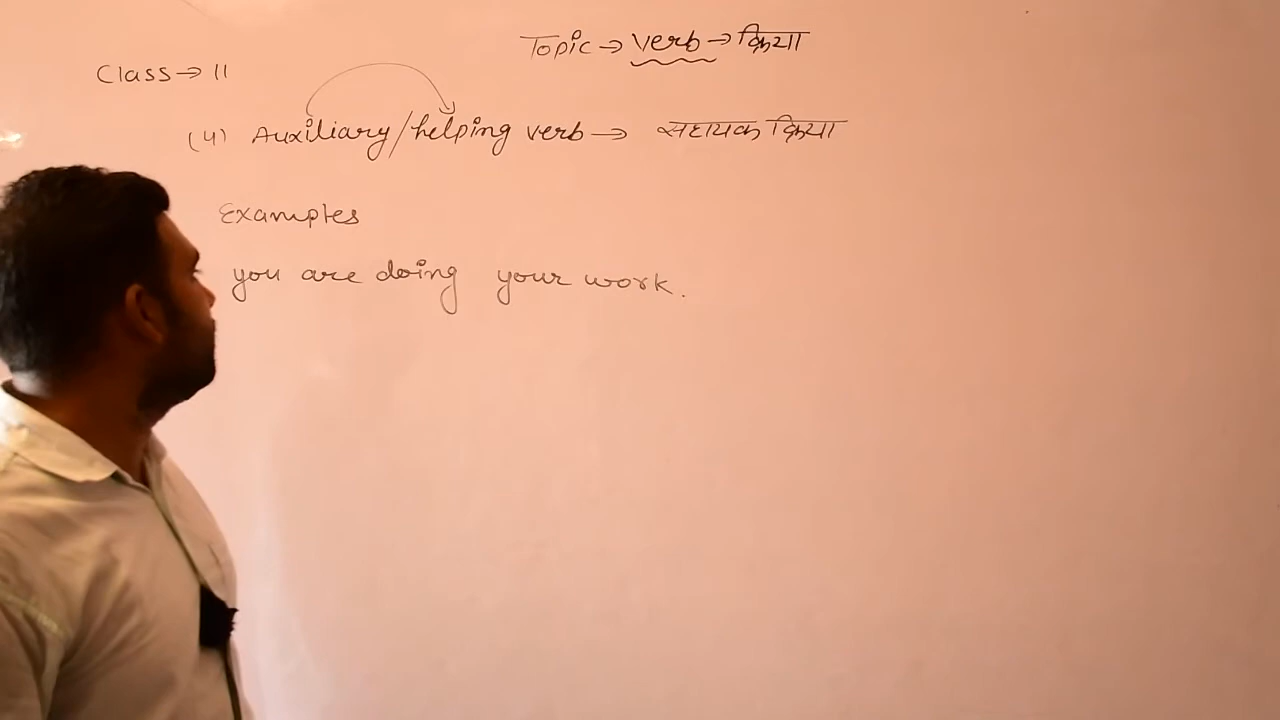 Topic → verb → क्रिया
Class → 11
(4) Auxiliary/helping verb → सहायक क्रिया
Examples
you are doing your work.